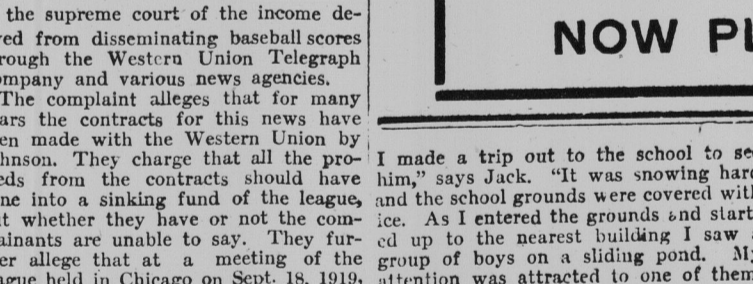 the supreme court of the income de-
ved from disseminating baseball scores
rough the Western Union Telegraph
ompany and various news agencies.
The complaint alleges that for many
ars the contracts for this news have
en made with the Western Union by
hnson. They charge that all the pro-
eds from the contracts should have
ne into a sinking fund of the league,
t whether they have or not the com-
ainants are unable to say. They fur-
er allege that at a meeting of the
ague held in Chicago on Sept. 18, 1919,
NOW PL
I made a trip out to the school to se
him,” says Jack. “It was snowing hard
and the school grounds were covered wit
ice. As I entered the grounds and start
ed up to the nearest building I saw
group of boys on a sliding pond. My
attention was attracted to one of them